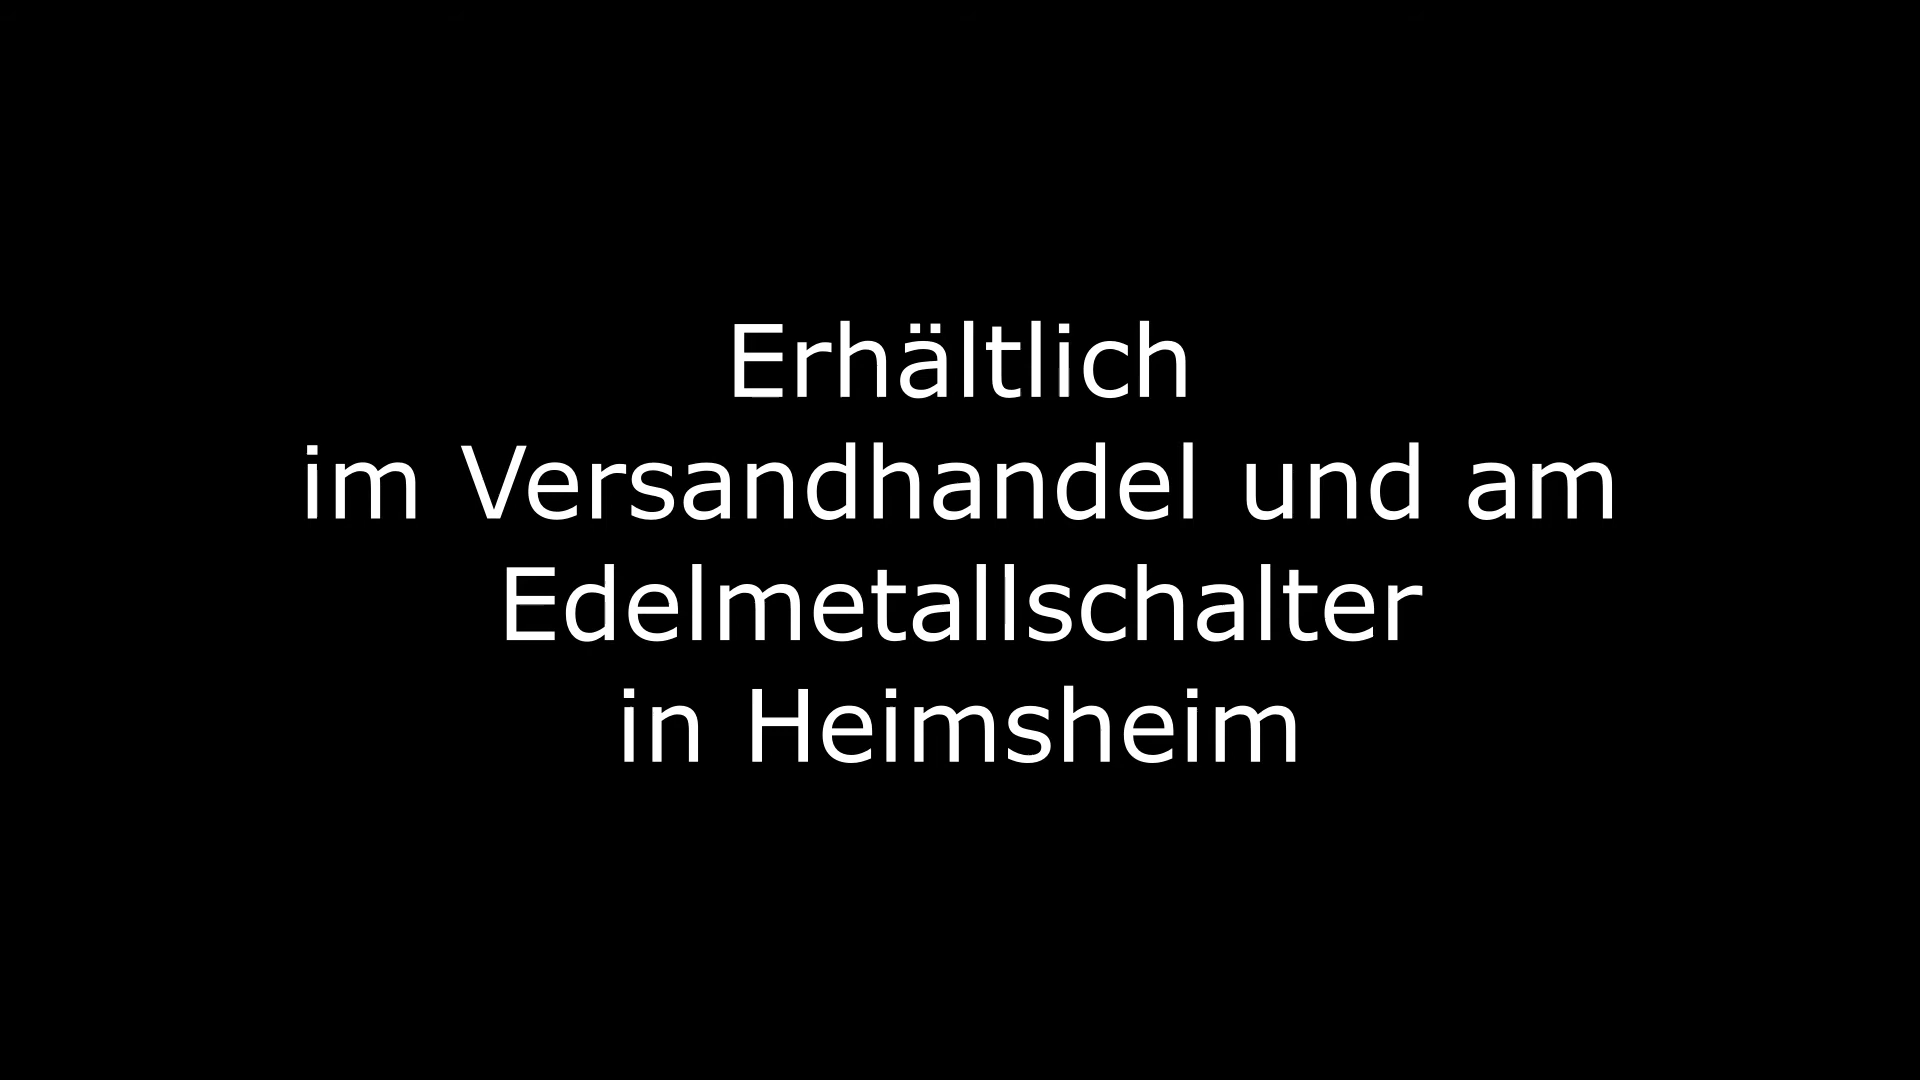 Erhältlich
im Versandhandel und am
Edelmetallschalter
in Heimsheim